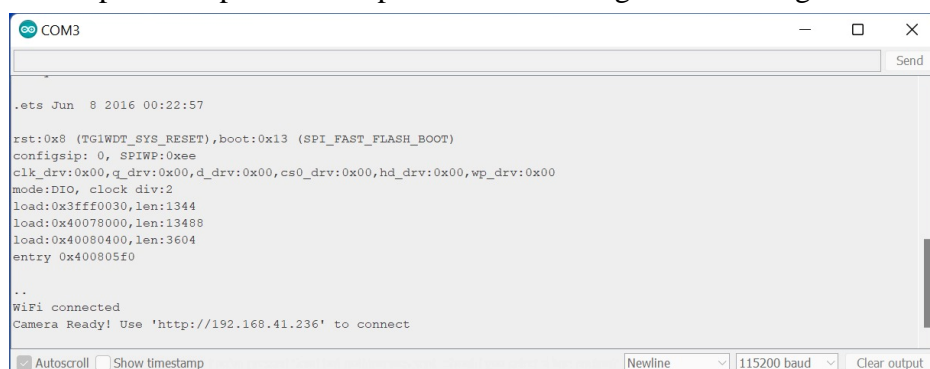 COM3
Send
.ets Jun  8 2016 00:22:57
rst:0x8 (TG1WDT_SYS_RESET),boot:0x13 (SPI_FAST_FLASH_BOOT)
configsip: 0, SPIWP:0xee
clk_drv:0x00,q_drv:0x00,d_drv:0x00,cs0_drv:0x00,hd_drv:0x00,wp_drv:0x00
mode:DIO, clock div:2
load:0x3fff0030,len:1344
load:0x40078000,len:13488
load:0x40080400,len:3604
entry 0x400805f0
..
WiFi connected
Camera Ready! Use 'http://192.168.41.236' to connect
Autoscroll Show timestamp Newline 115200 baud Clear output